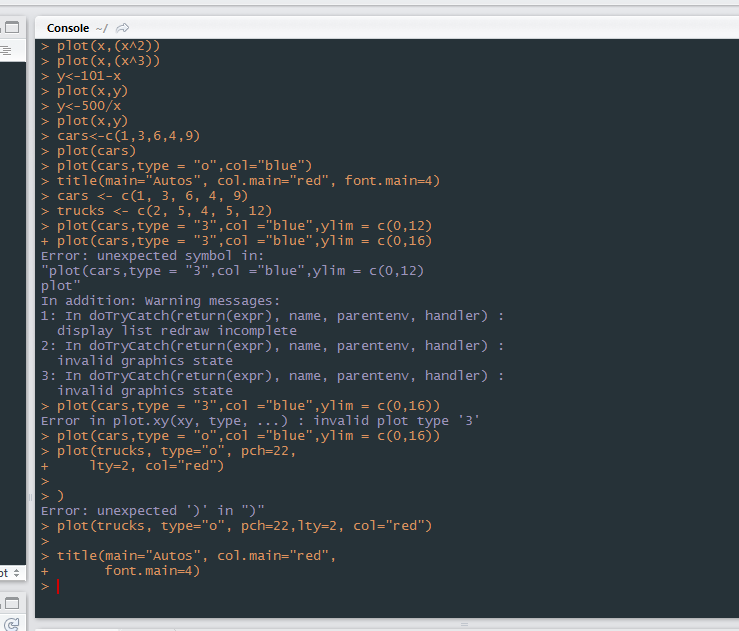 Console ~/
> plot(x,(x^2))
> plot(x,(x^3))
> y<-101-x
> plot(x,y)
> y<-500/x
> plot(x,y)
> cars<-c(1,3,6,4,9)
> plot(cars)
> plot(cars,type = "o",col="blue")
> title(main="Autos", col.main="red", font.main=4)
> cars <- c(1, 3, 6, 4, 9)
> trucks <- c(2, 5, 4, 5, 12)
> plot(cars,type = "3",col ="blue",ylim = c(0,12)
+ plot(cars,type = "3",col ="blue",ylim = c(0,16)
Error: unexpected symbol in:
"plot(cars,type = "3",col ="blue",ylim = c(0,12)
plot"
In addition: Warning messages:
1: In doTryCatch(return(expr), name, parentenv, handler) :
  display list redraw incomplete
2: In doTryCatch(return(expr), name, parentenv, handler) :
  invalid graphics state
3: In doTryCatch(return(expr), name, parentenv, handler) :
  invalid graphics state
> plot(cars,type = "3",col ="blue",ylim = c(0,16))
Error in plot.xy(xy, type, ...) : invalid plot type '3'
> plot(cars,type = "o",col ="blue",ylim = c(0,16))
> plot(trucks, type="o", pch=22,
+     lty=2, col="red")
>
> )
Error: unexpected ')' in ")"
> plot(trucks, type="o", pch=22,lty=2, col="red")
>
> title(main="Autos", col.main="red",
+       font.main=4)
>